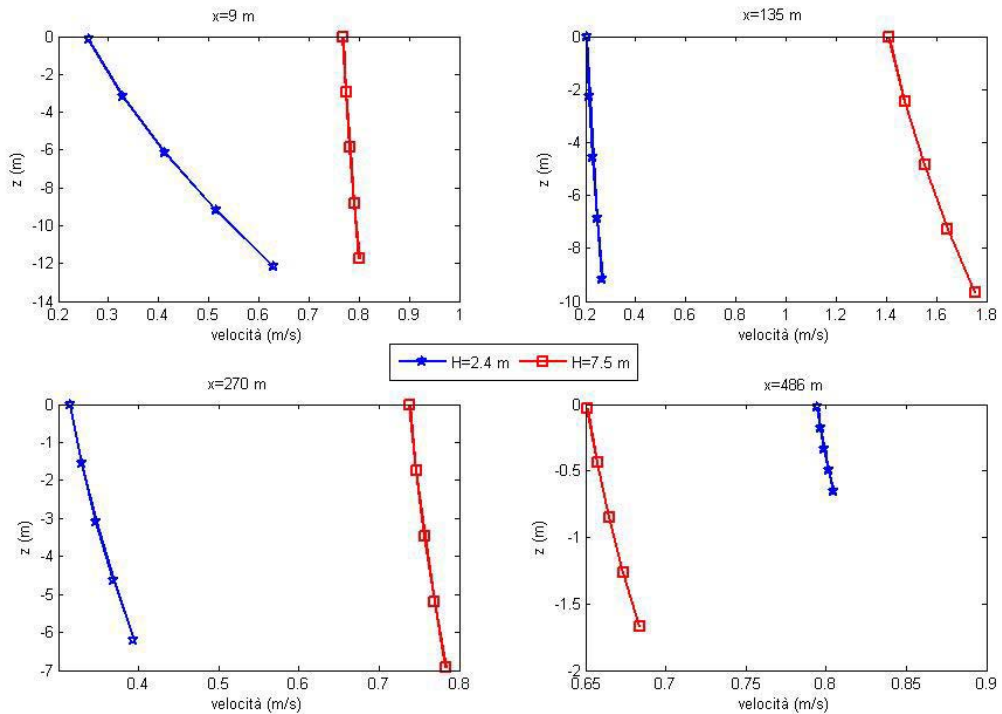 x=9 m
0
-2
-4
-6
-8
-10
-12
-14
z (m)
0.2 0.3 0.4 0.5 0.6 0.7 0.8 0.9 1
velocità (m/s)
x=135 m
0
-2
-4
-6
-8
-10
z (m)
0.2 0.4 0.6 0.8 1 1.2 1.4 1.6 1.8
velocità (m/s)
H=2.4 m H=7.5 m
x=270 m
0
-1
-2
-3
-4
-5
-6
-7
z (m)
0.4 0.5 0.6 0.7 0.8
velocità (m/s)
x=486 m
0
-0.5
-1
-1.5
-2
z (m)
0.65 0.7 0.75 0.8 0.85 0.9
velocità (m/s)